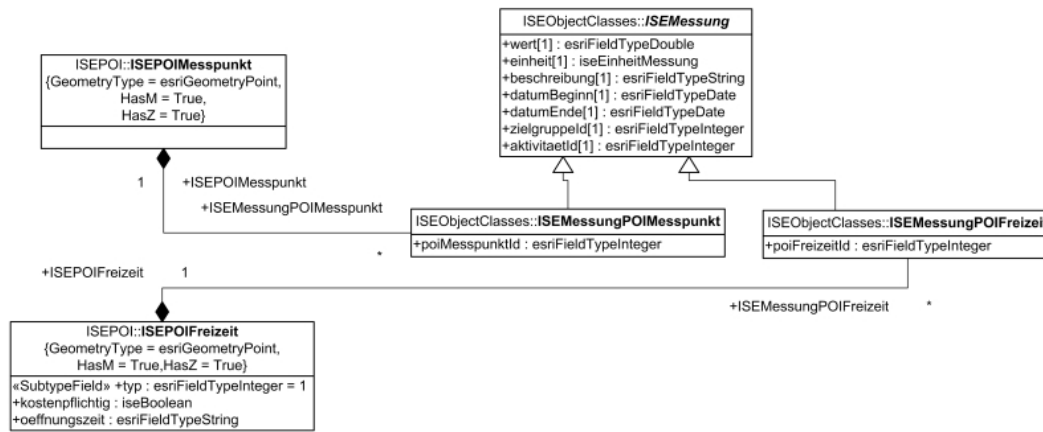 ISEObjectClasses::ISEMessung
+wert[1] : esriFieldTypeDouble
+einheit[1] : iseEinheitMessung
+beschreibung[1] : esriFieldTypeString
+datumBeginn[1] : esriFieldTypeDate
+datumEnde[1] : esriFieldTypeDate
+zielgruppeId[1] : esriFieldTypeInteger
+aktivitaetId[1] : esriFieldTypeInteger
ISEPOI::ISEPOIMesspunkt
{GeometryType = esriGeometryPoint,
HasM = True,
HasZ = True}
1 +ISEPOIMesspunkt
+ISEMessungPOIMesspunkt
*
ISEObjectClasses::ISEMessungPOIMesspunkt
+poiMesspunktId : esriFieldTypeInteger
ISEObjectClasses::ISEMessungPOIFreizeit
+poiFreizeitId : esriFieldTypeInteger
+ISEPOIFreizeit 1
+ISEMessungPOIFreizeit *
ISEPOI::ISEPOIFreizeit
{GeometryType = esriGeometryPoint,
HasM = True,HasZ = True}
«SubtypeField» +typ : esriFieldTypeInteger = 1
+kostenpflichtig : iseBoolean
+oeffnungszeit : esriFieldTypeString